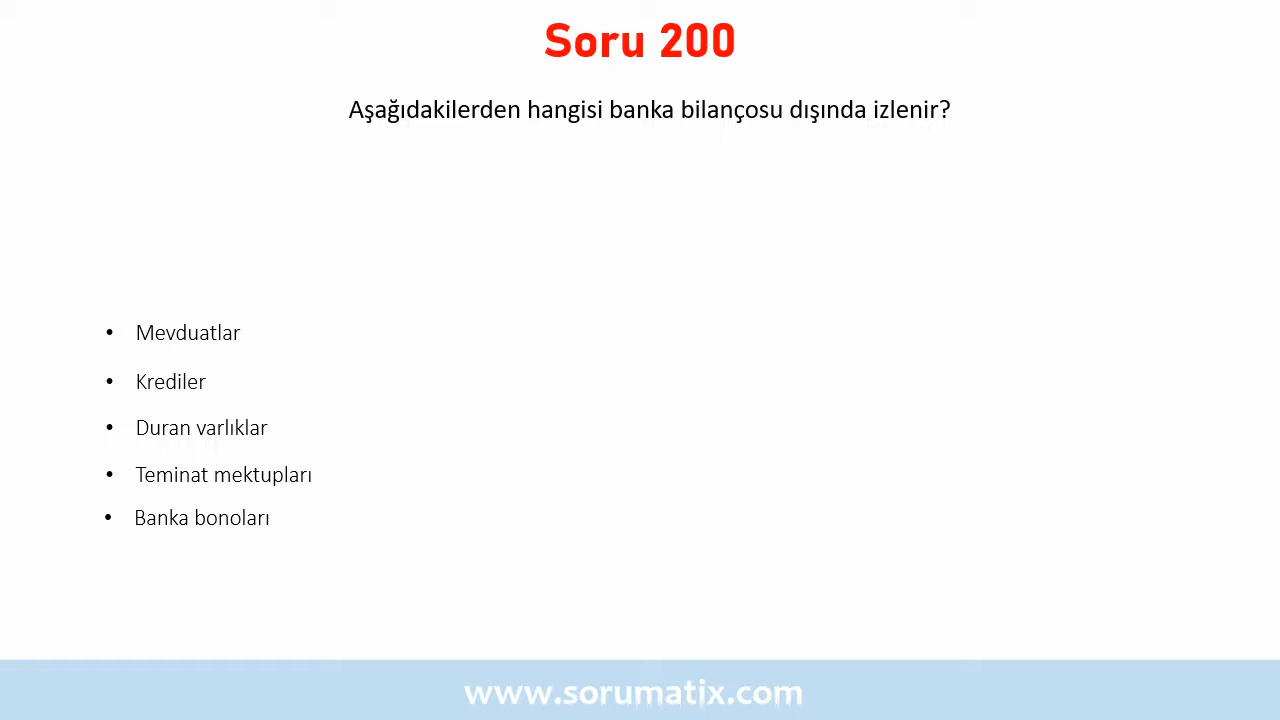 Soru 200
Aşağıdakilerden hangisi banka bilançosu dışında izlenir?
• Mevduatlar
• Krediler
• Duran varlıklar
• Teminat mektupları
• Banka bonoları
www.sorumatix.com